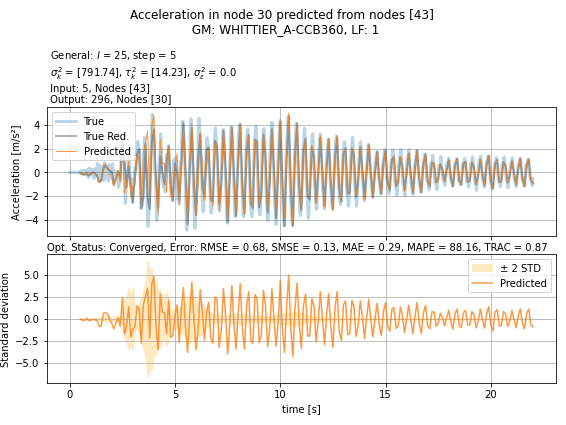 Acceleration in node 30 predicted from nodes [43]
GM: WHITTIER_A-CCB360, LF: 1
General: l = 25, step = 5
σ²ₖ = [791.74], τ²ₖ = [14.23], σ²ₑ = 0.0
Input: 5, Nodes [43]
Output: 296, Nodes [30]
Acceleration [m/s²]
4
2
0
−2
−4
True
True Red.
Predicted
Opt. Status: Converged, Error: RMSE = 0.68, SMSE = 0.13, MAE = 0.29, MAPE = 88.16, TRAC = 0.87
Standard deviation
5.0
2.5
0.0
−2.5
−5.0
± 2 STD
Predicted
0 5 10 15 20
time [s]